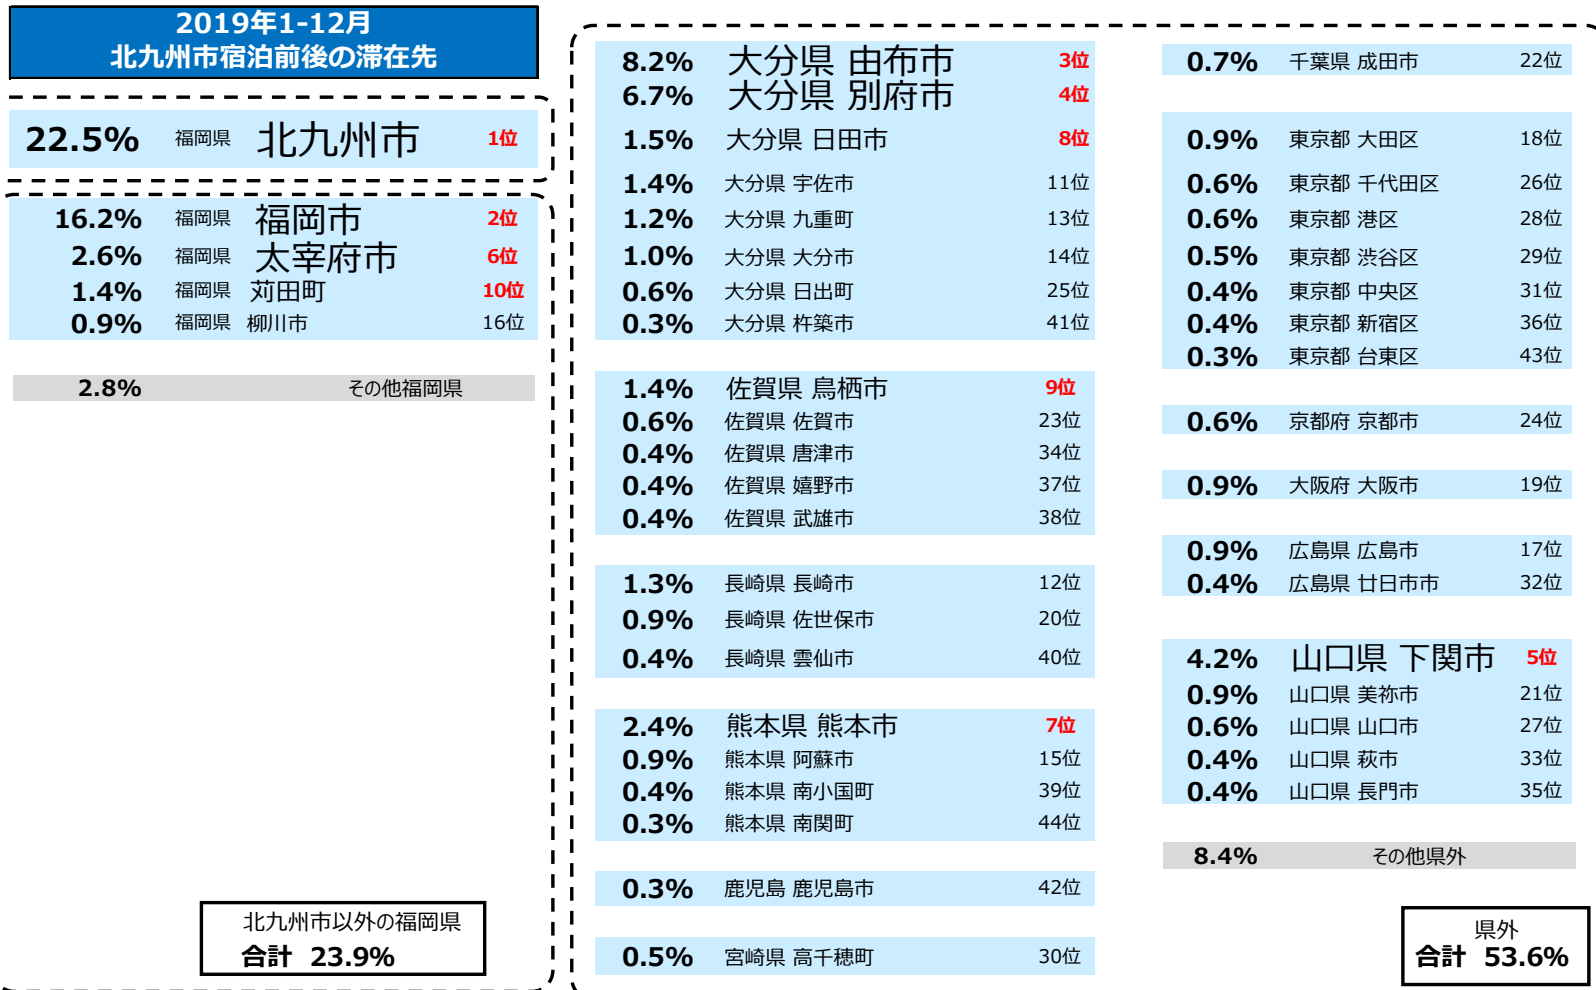 2019年1-12月
北九州市宿泊前後の滞在先
22.5% 福岡県 北九州市 1位
16.2% 福岡県 福岡市 2位
2.6% 福岡県 太宰府市 6位
1.4% 福岡県 苅田町 10位
0.9% 福岡県 柳川市 16位
2.8% その他福岡県
北九州市以外の福岡県
合計 23.9%
8.2% 大分県 由布市 3位
6.7% 大分県 別府市 4位
1.5% 大分県 日田市 8位
1.4% 大分県 宇佐市 11位
1.2% 大分県 九重町 13位
1.0% 大分県 大分市 14位
0.6% 大分県 日出町 25位
0.3% 大分県 杵築市 41位
1.4% 佐賀県 鳥栖市 9位
0.6% 佐賀県 佐賀市 23位
0.4% 佐賀県 唐津市 34位
0.4% 佐賀県 嬉野市 37位
0.4% 佐賀県 武雄市 38位
1.3% 長崎県 長崎市 12位
0.9% 長崎県 佐世保市 20位
0.4% 長崎県 雲仙市 40位
2.4% 熊本県 熊本市 7位
0.9% 熊本県 阿蘇市 15位
0.4% 熊本県 南小国町 39位
0.3% 熊本県 南関町 44位
0.3% 鹿児島 鹿児島市 42位
0.5% 宮崎県 高千穂町 30位
0.7% 千葉県 成田市 22位
0.9% 東京都 大田区 18位
0.6% 東京都 千代田区 26位
0.6% 東京都 港区 28位
0.5% 東京都 渋谷区 29位
0.4% 東京都 中央区 31位
0.4% 東京都 新宿区 36位
0.3% 東京都 台東区 43位
0.6% 京都府 京都市 24位
0.9% 大阪府 大阪市 19位
0.9% 広島県 広島市 17位
0.4% 広島県 廿日市市 32位
4.2% 山口県 下関市 5位
0.9% 山口県 美祢市 21位
0.6% 山口県 山口市 27位
0.4% 山口県 萩市 33位
0.4% 山口県 長門市 35位
8.4% その他県外
県外
合計 53.6%